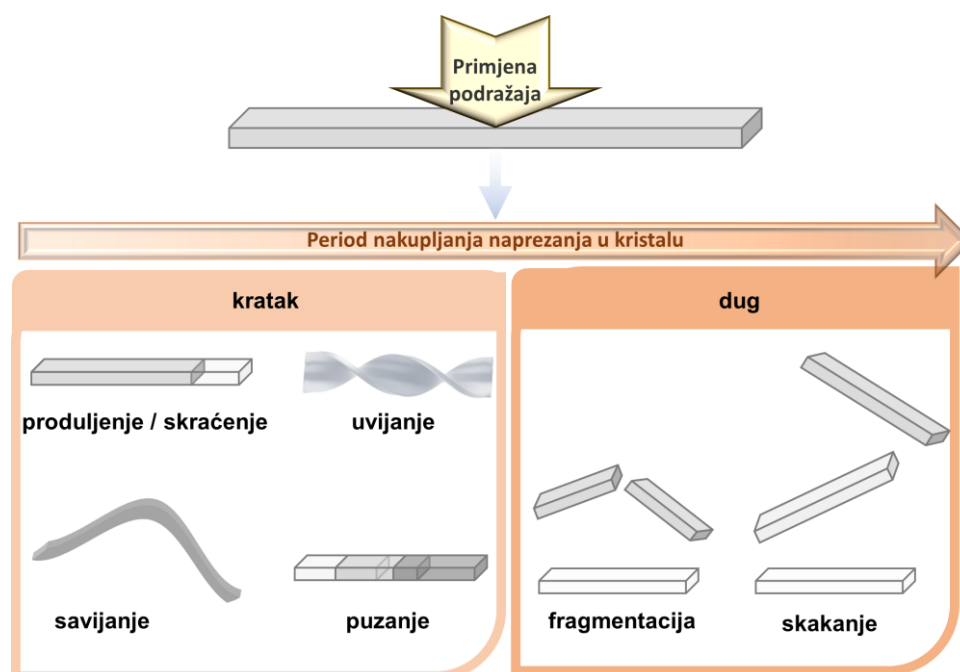 Primjena
podražaja
Period nakupljanja naprezanja u kristalu
kratak
dug
produljenje / skraćenje
uvijanje
savijanje
puzanje
fragmentacija
skakanje